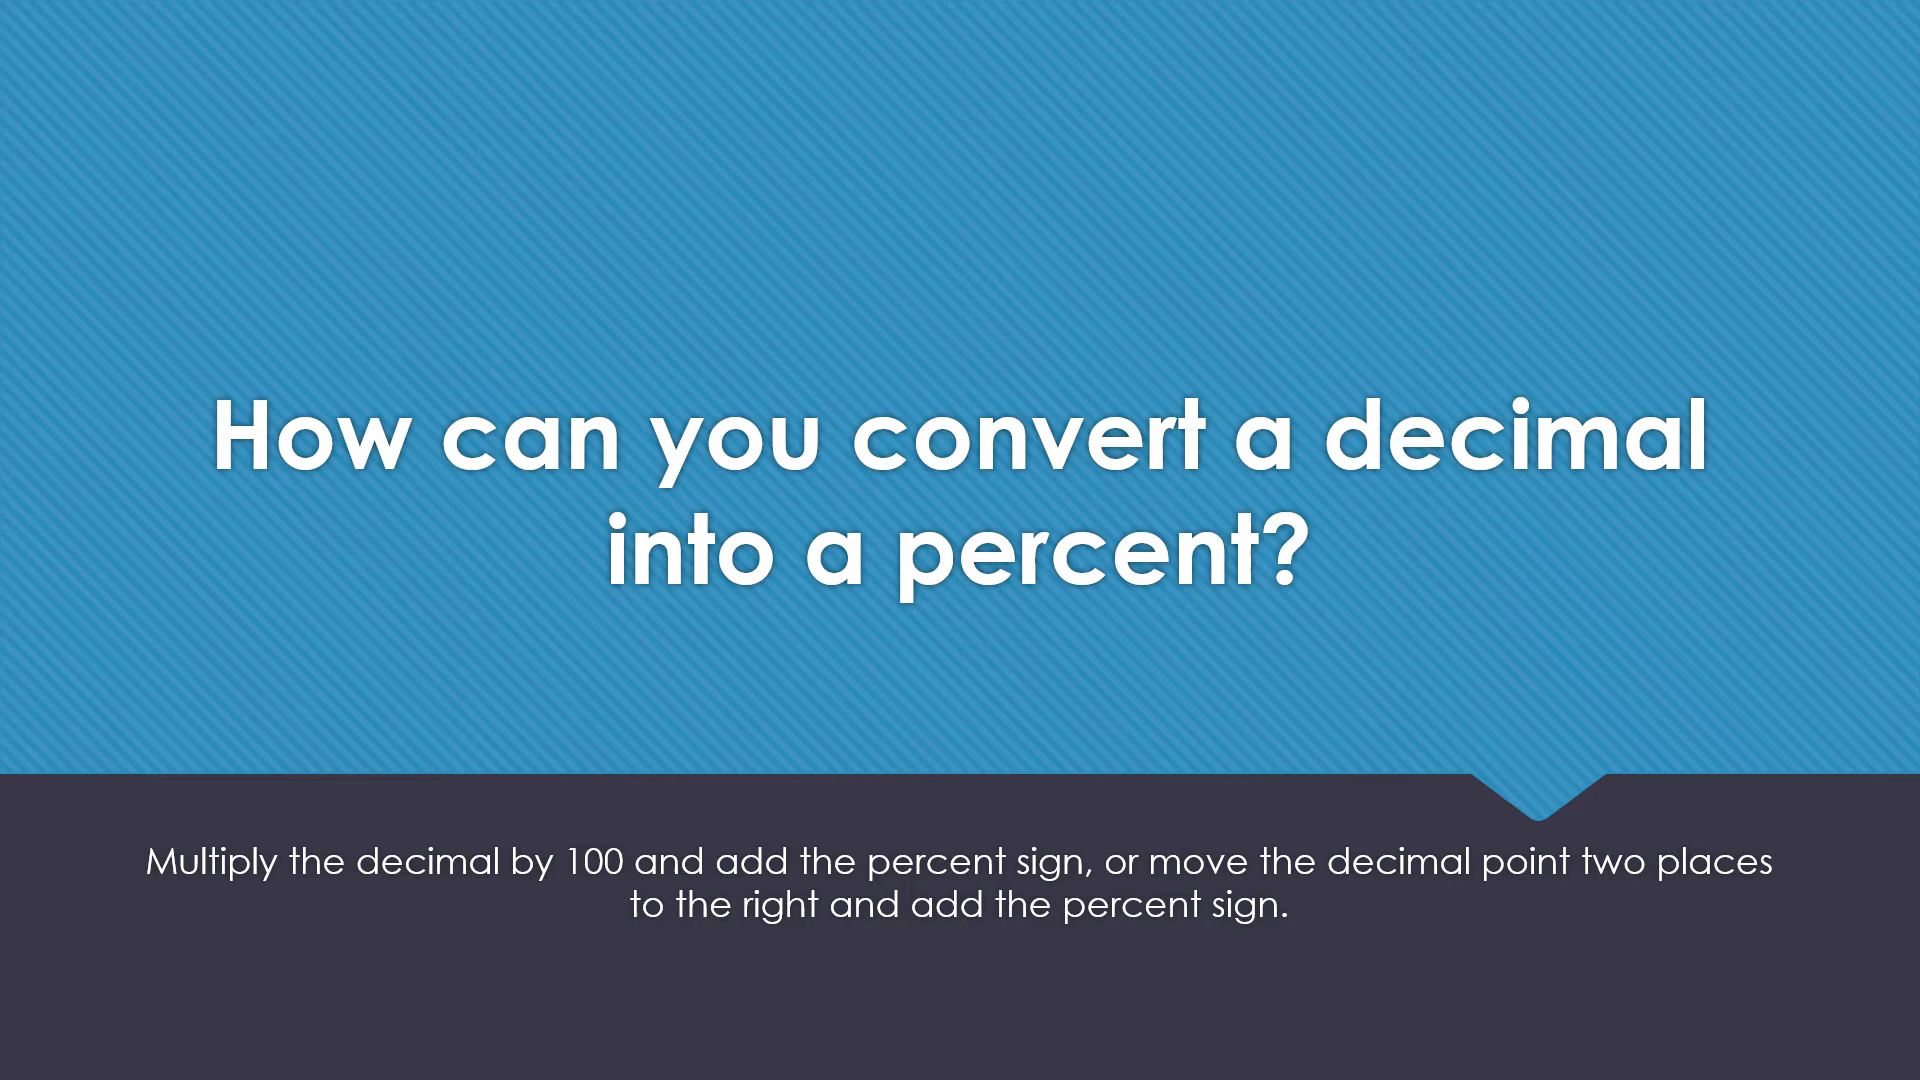 How can you convert a decimal
into a percent?
Multiply the decimal by 100 and add the percent sign, or move the decimal point two places
to the right and add the percent sign.